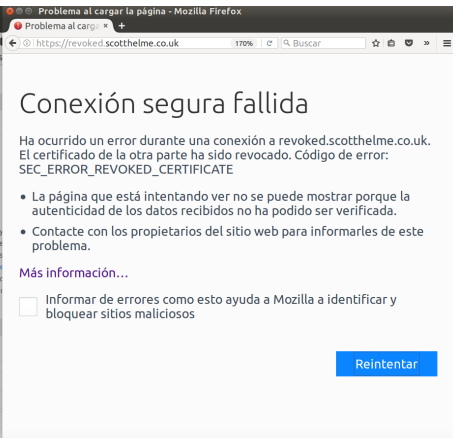 Problema al cargar la página - Mozilla Firefox
Problema al carga
https://revoked.scotthelme.co.uk
170%
Buscar
Conexión segura fallida
Ha ocurrido un error durante una conexión a revoked.scotthelme.co.uk.
El certificado de la otra parte ha sido revocado. Código de error:
SEC_ERROR_REVOKED_CERTIFICATE
• La página que está intentando ver no se puede mostrar porque la
autenticidad de los datos recibidos no ha podido ser verificada.
• Contacte con los propietarios del sitio web para informarles de este
problema.
Más información…
Informar de errores como esto ayuda a Mozilla a identificar y
bloquear sitios maliciosos
Reintentar